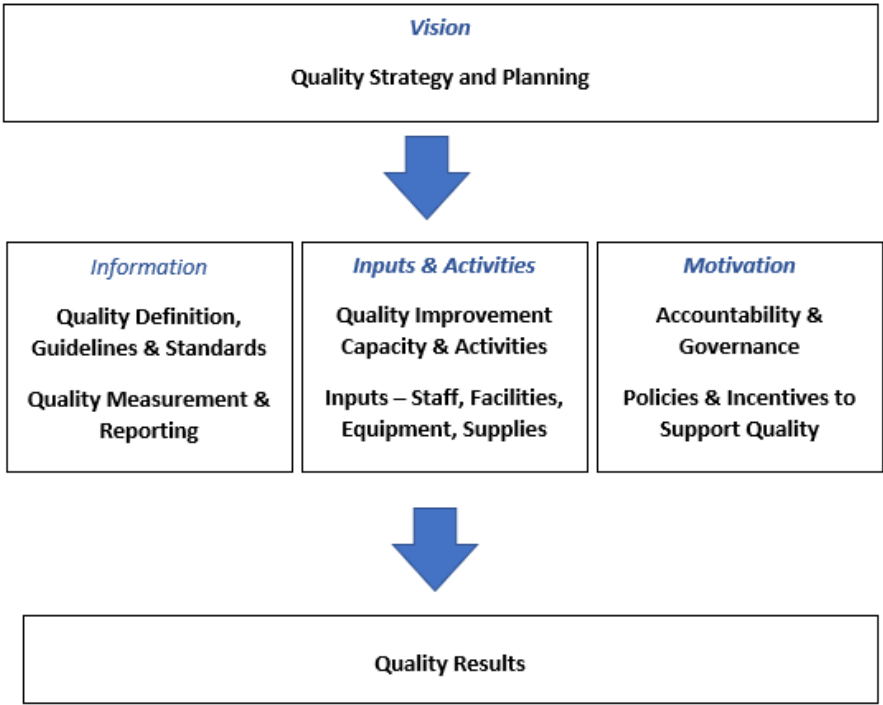 Vision
Quality Strategy and Planning
Information
Quality Definition,
Guidelines & Standards
Quality Measurement &
Reporting
Inputs & Activities
Quality Improvement
Capacity & Activities
Inputs – Staff, Facilities,
Equipment, Supplies
Motivation
Accountability &
Governance
Policies & Incentives to
Support Quality
Quality Results